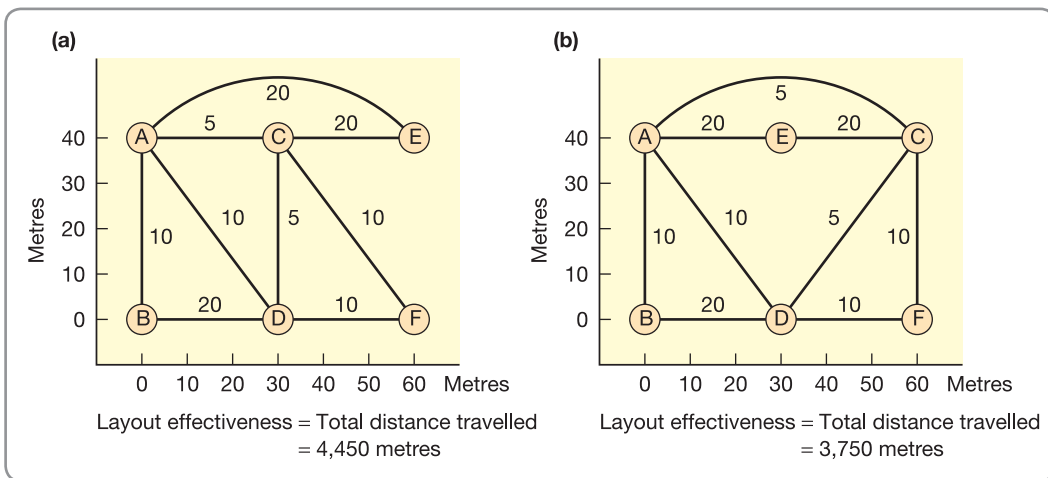 (a)
20
5
20
A
C
E
40
30
20
10
0
Metres
10
10
5
10
20
10
B
D
F
0 10 20 30 40 50 60 Metres
Layout effectiveness = Total distance travelled
= 4,450 metres
(b)
5
20
20
A
E
C
40
30
20
10
0
Metres
10
10
5
10
20
10
B
D
F
0 10 20 30 40 50 60 Metres
Layout effectiveness = Total distance travelled
= 3,750 metres